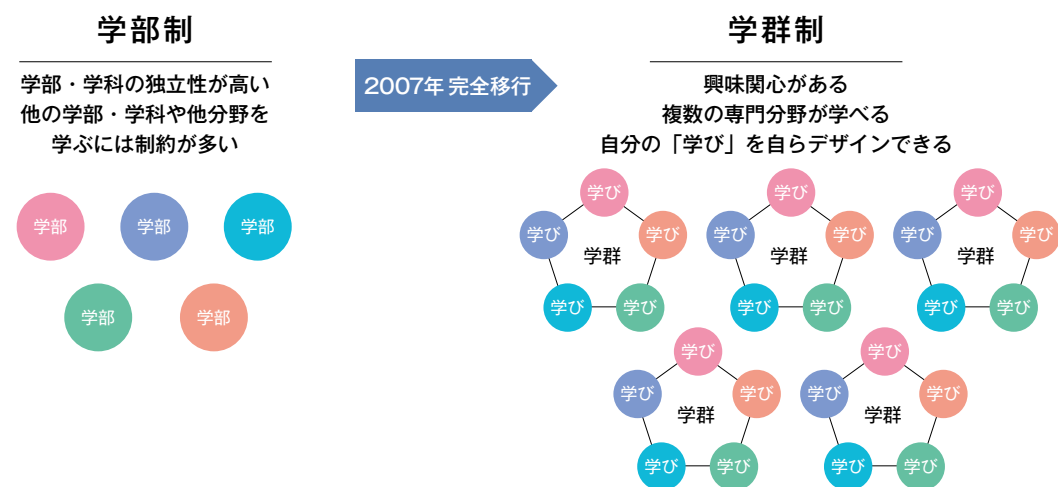 学部制
学部・学科の独立性が高い
他の学部・学科や他分野を
学ぶには制約が多い
学部
学部
学部
学部
学部
2007年 完全移行
学群制
興味関心がある
複数の専門分野が学べる
自分の「学び」を自らデザインできる
学び
学び
学び
学群
学び
学び
学び
学び
学び
学群
学び
学び
学び
学び
学び
学群
学び
学び
学び
学び
学び
学群
学び
学び
学び
学び
学び
学群
学び
学び